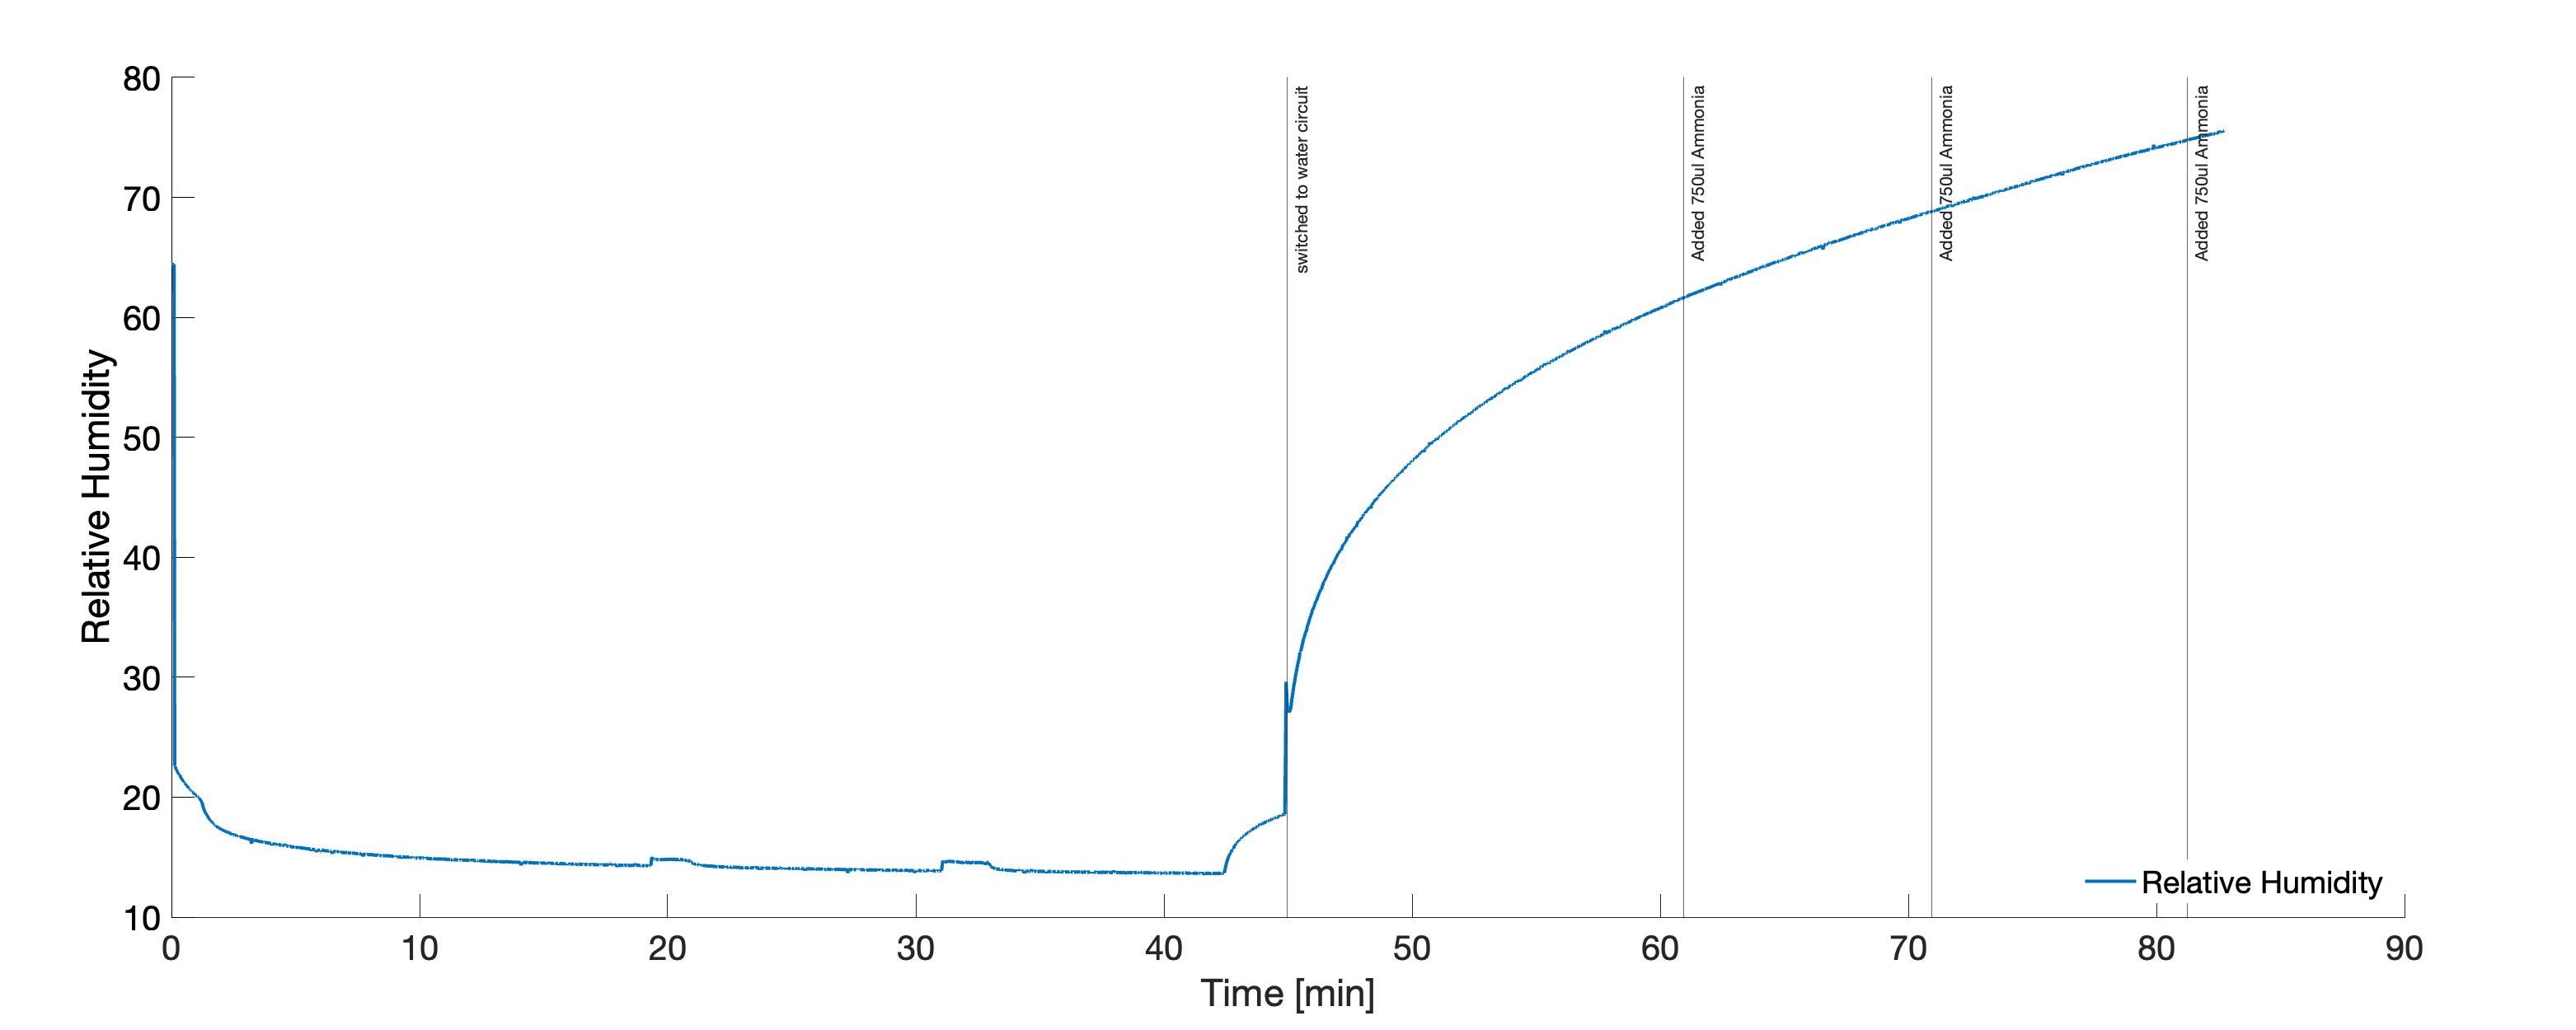 80
70
60
50
40
30
20
10
Relative Humidity
switched to water circuit
Added 750ul Ammonia
Added 750ul Ammonia
Added 750ul Ammonia
Relative Humidity
0 10 20 30 40 50 60 70 80 90
Time [min]